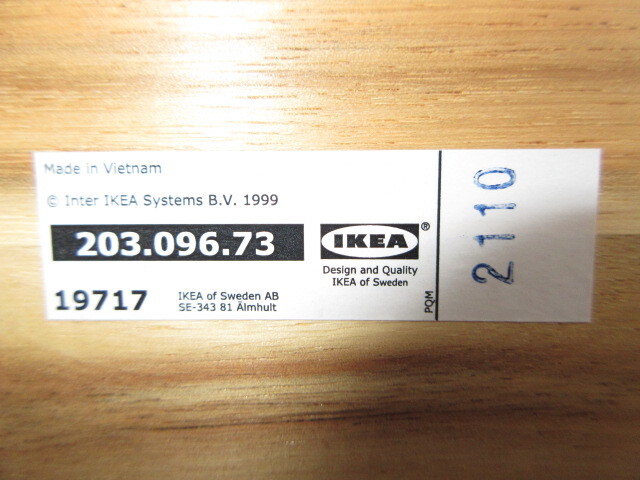 Made in Vietnam
© Inter IKEA Systems B.V. 1999
203.096.73
IKEA®
Design and Quality
IKEA of Sweden
19717
IKEA of Sweden AB
SE-343 81 Älmhult
PQM
2110